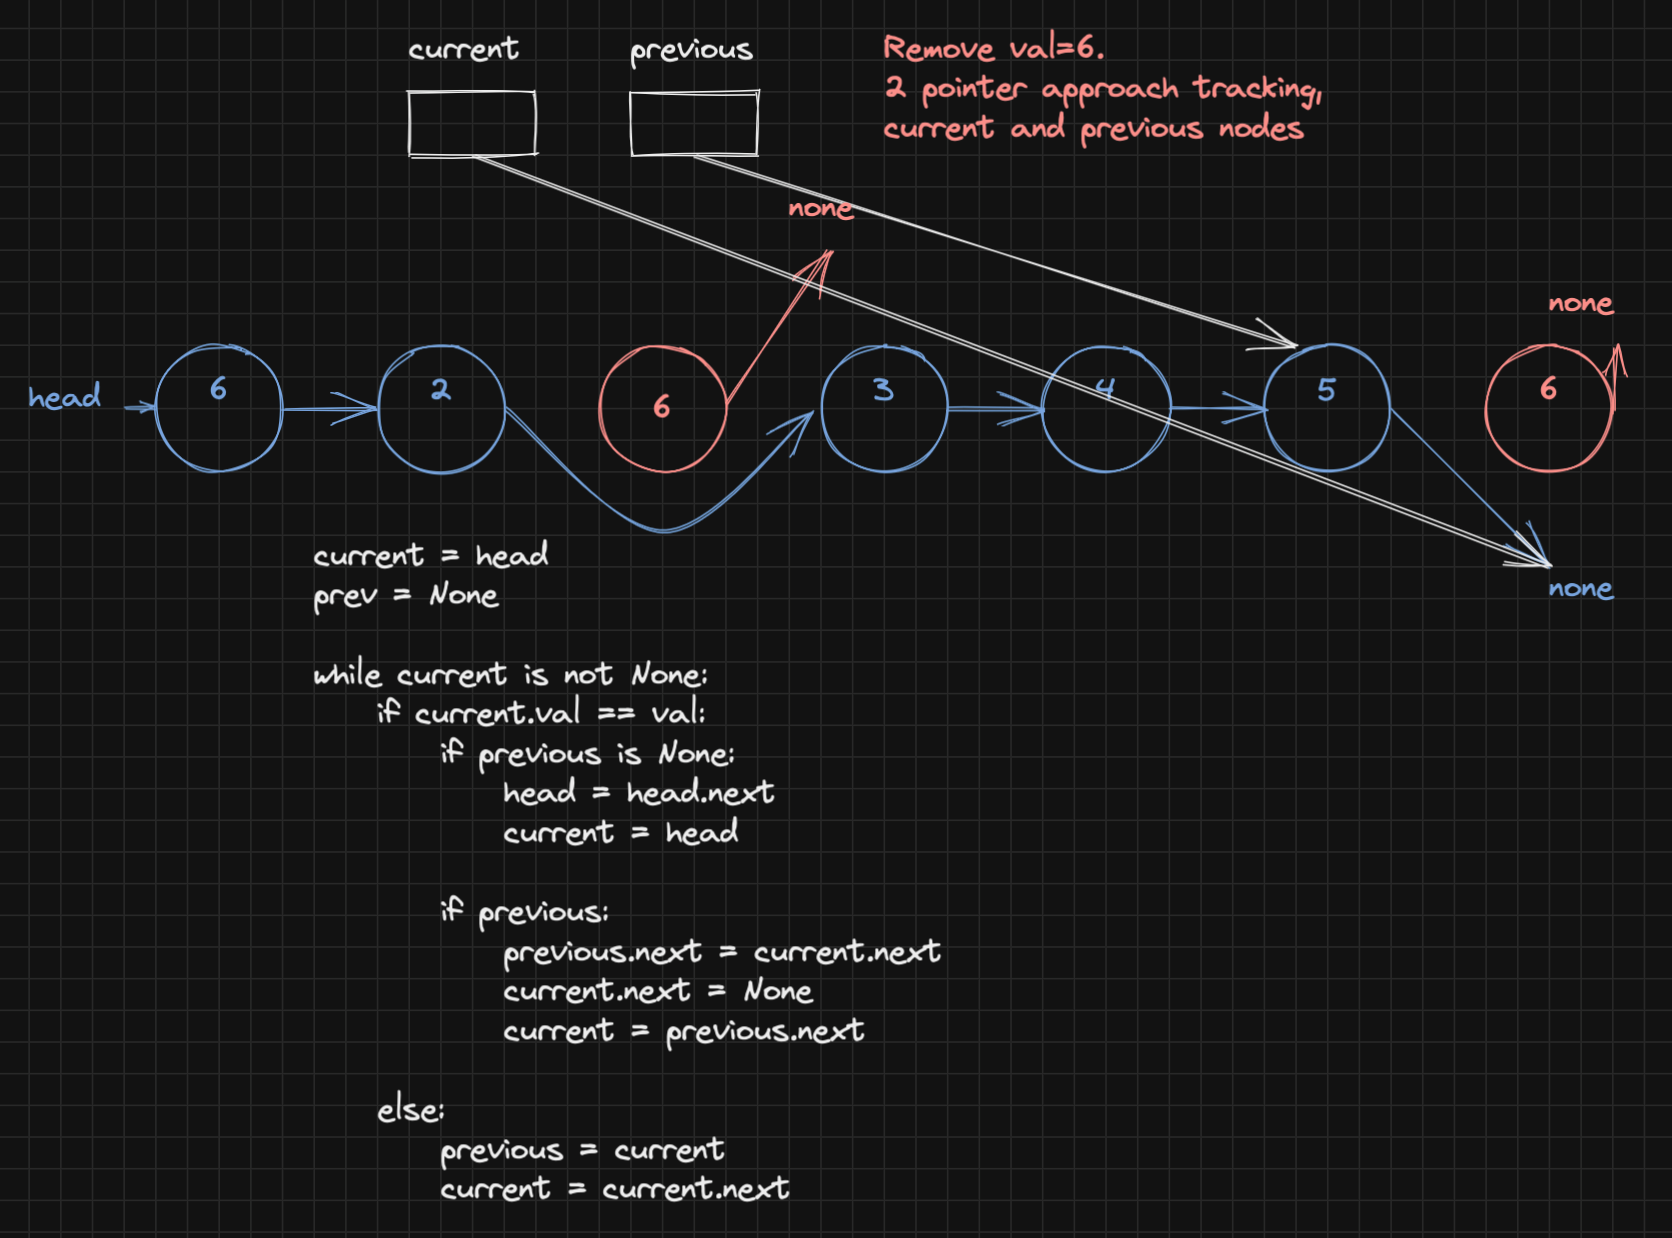 current
previous
Remove val=6.
2 pointer approach tracking,
current and previous nodes
none
none
head
6
2
6
3
4
5
6
none
current = head
prev = None
while current is not None:
if current.val == val:
if previous is None:
head = head.next
current = head
if previous:
previous.next = current.next
current.next = None
current = previous.next
else:
previous = current
current = current.next